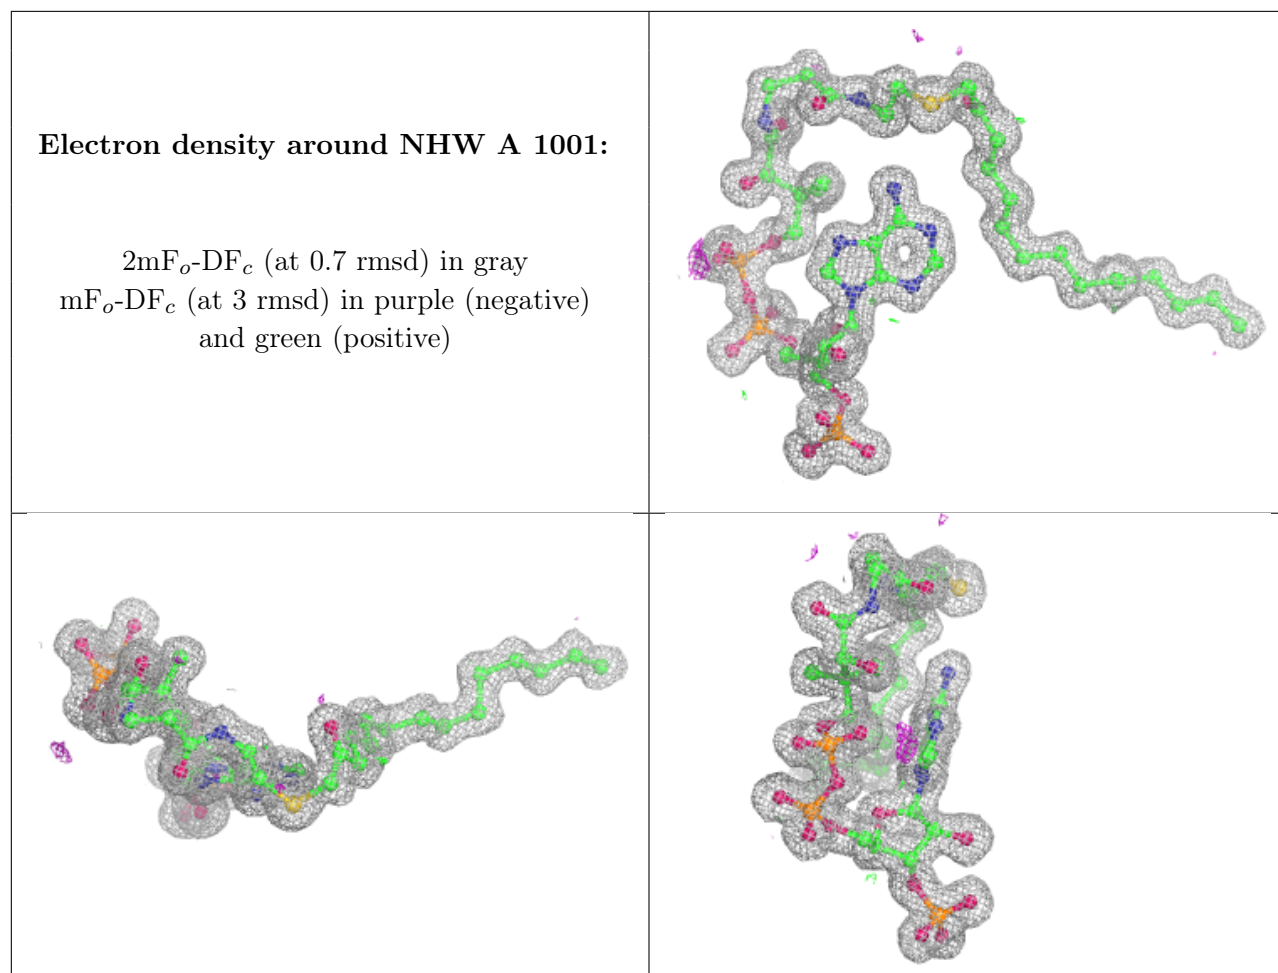 Electron density around NHW A 1001:
2mFo-DFc (at 0.7 rmsd) in gray
mFo-DFc (at 3 rmsd) in purple (negative)
and green (positive)